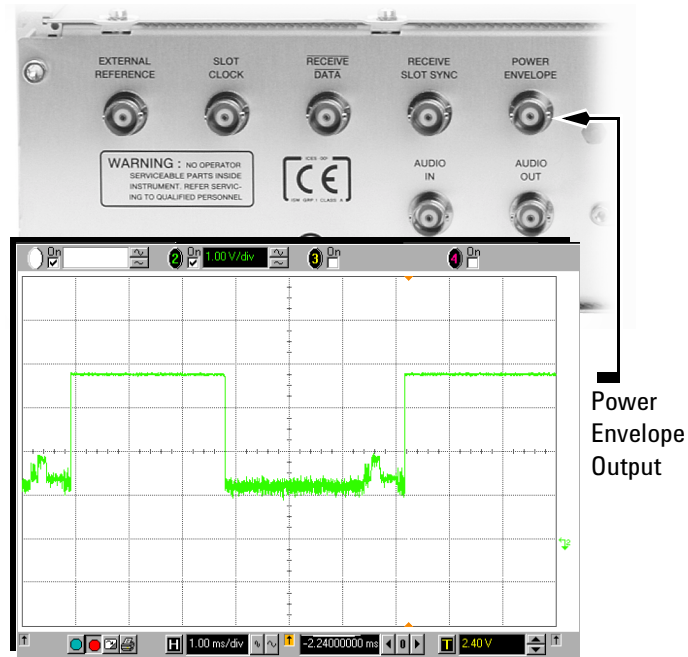 EXTERNAL
REFERENCE
SLOT
CLOCK
RECEIVE
DATA
RECEIVE
SLOT SYNC
POWER
ENVELOPE
WARNING : NO OPERATOR
SERVICEABLE PARTS INSIDE
INSTRUMENT. REFER SERVIC-
ING TO QUALIFIED PERSONNEL
CE
AUDIO
IN
AUDIO
OUT
On
2 On 1.00 V/div
3 On
4 On
Power
Envelope
Output
H 1.00 ms/div
-2.24000000 ms
0
T 2.40 V